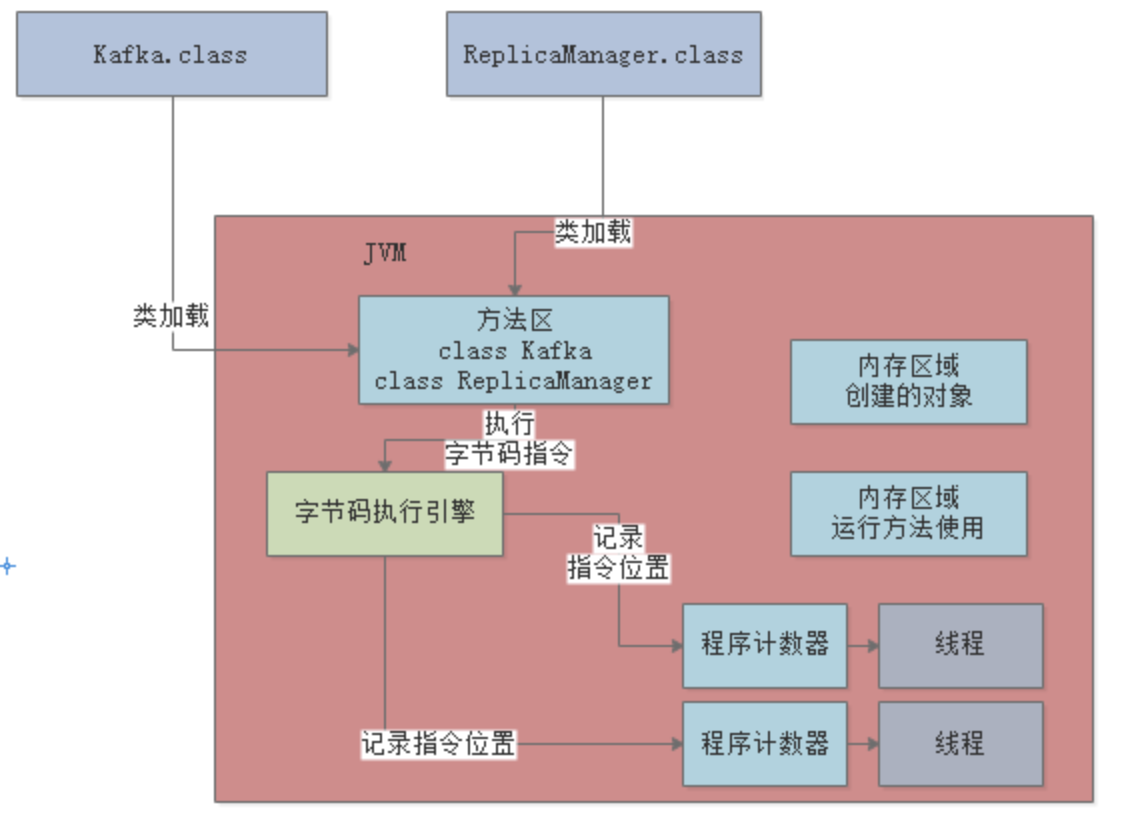 Kafka.class
ReplicaManager.class
类加载
JVM
类加载
方法区
class Kafka
class ReplicaManager
内存区域
创建的对象
执行
字节码指令
字节码执行引擎
内存区域
运行方法使用
记录
指令位置
程序计数器
线程
记录指令位置
程序计数器
线程